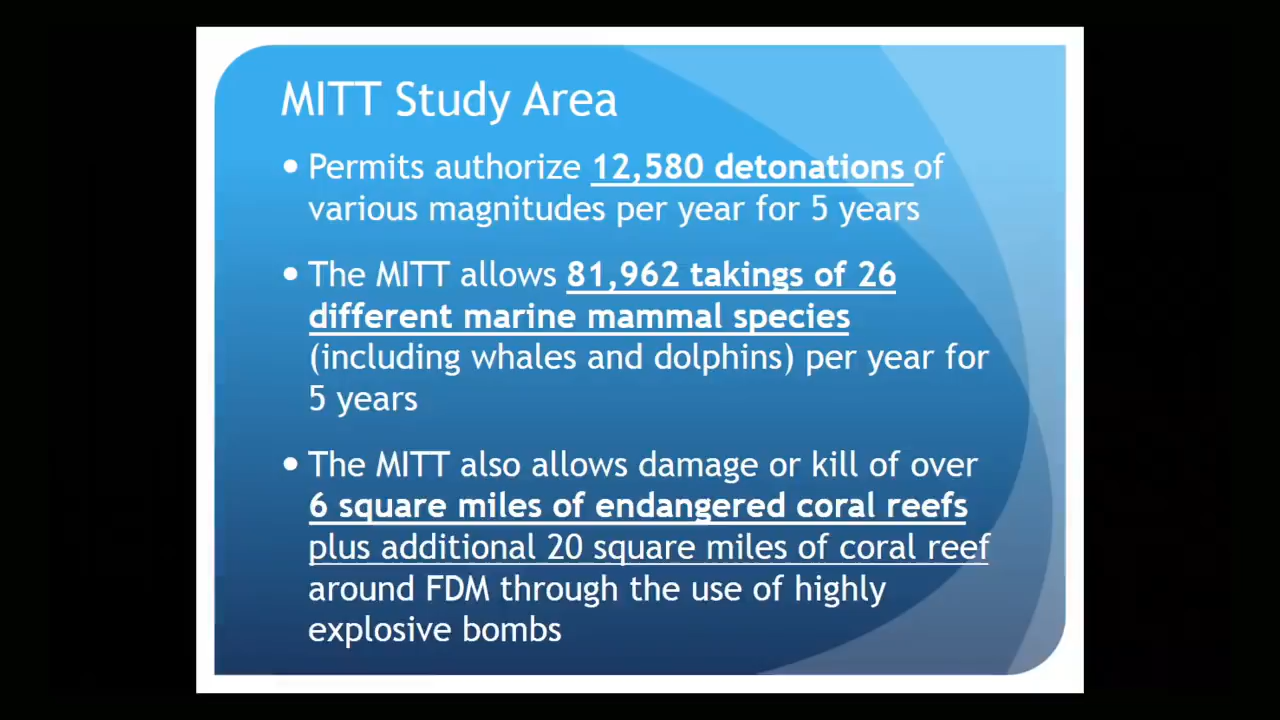 MITT Study Area
• Permits authorize 12,580 detonations of
various magnitudes per year for 5 years
• The MITT allows 81,962 takings of 26
different marine mammal species
(including whales and dolphins) per year for
5 years
• The MITT also allows damage or kill of over
6 square miles of endangered coral reefs
plus additional 20 square miles of coral reef
around FDM through the use of highly
explosive bombs